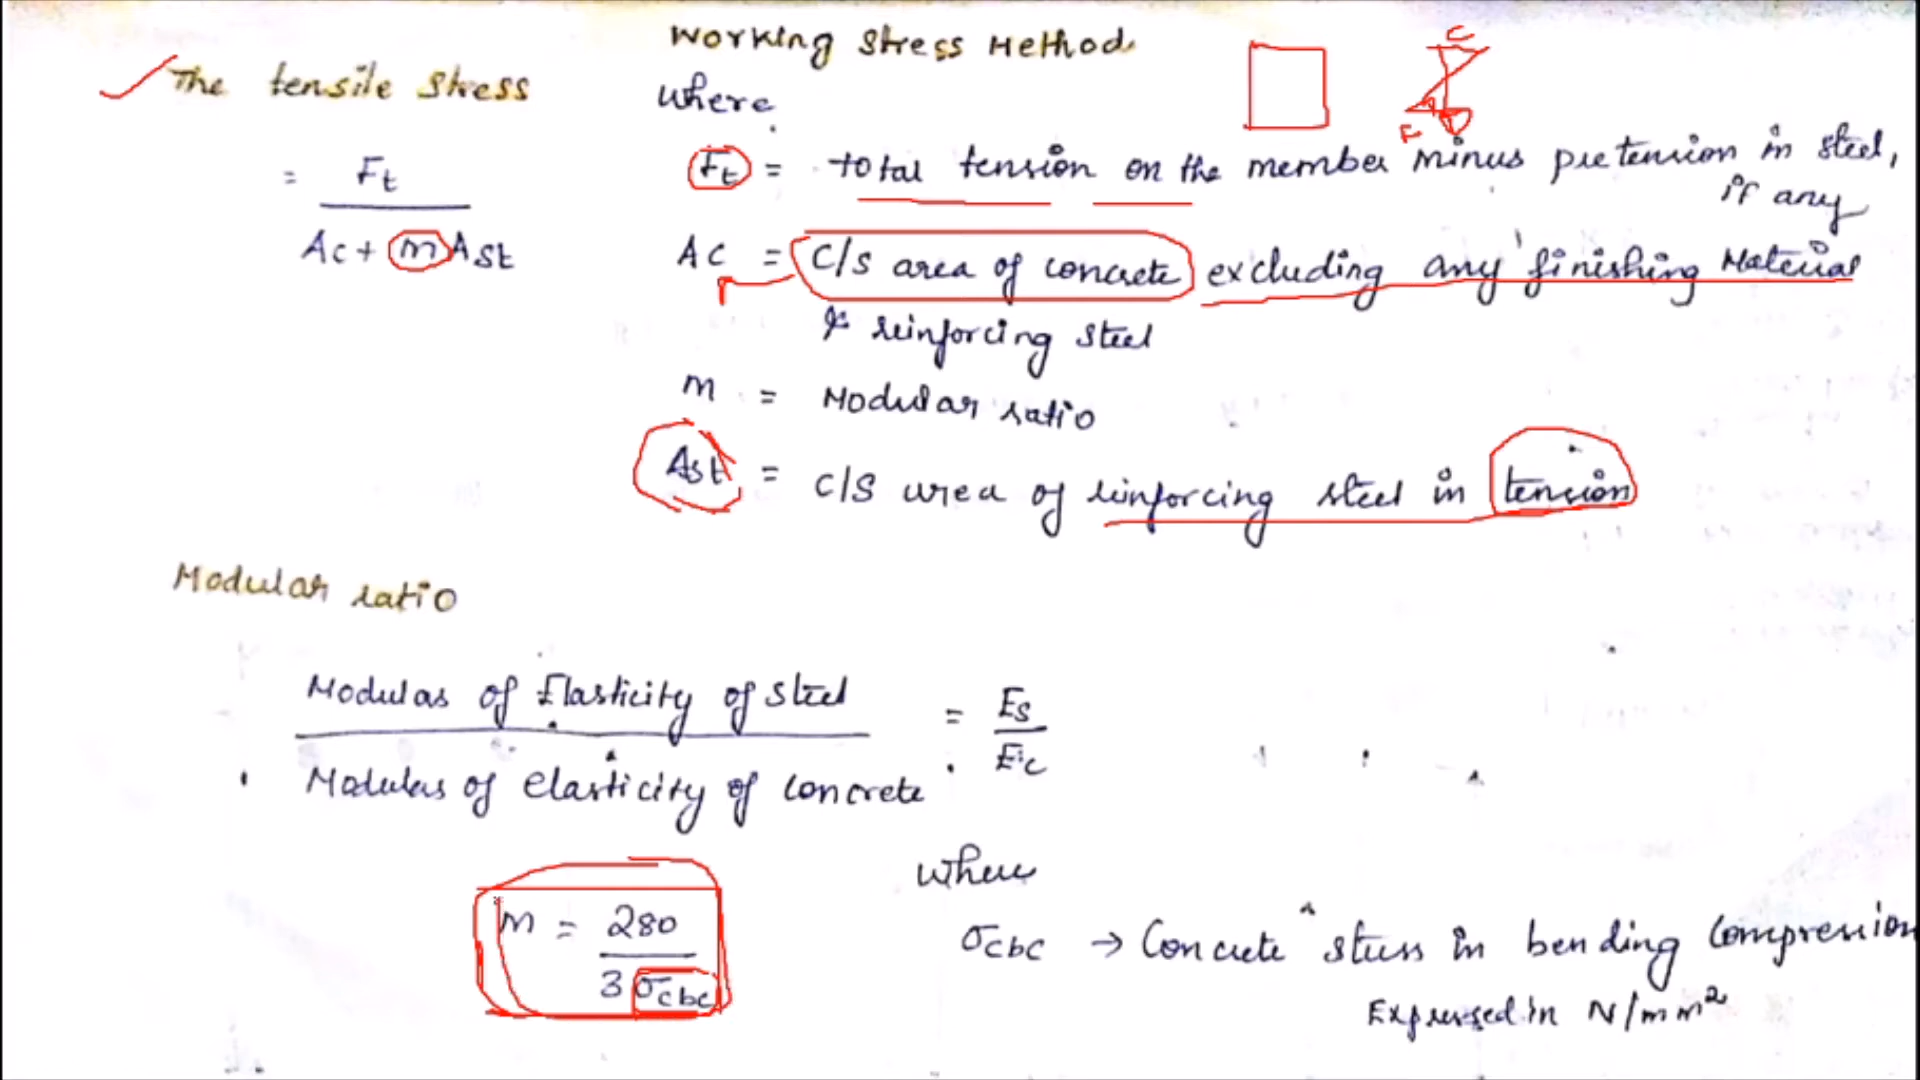 Working Stress Method.
The tensile stress
= Ft / Ac + m Ast
where
Ft = total tension on the member minus pretension in steel,
if any
Ac = C/S area of concrete excluding any finishing Material
& reinforcing steel
m = Modular ratio
Ast = C/S area of reinforcing steel in tension
C
Modular ratio
Modulas of Elasticity of steel = Es
Modulus of elasticity of concrete Ec
m = 280 / 3 σcbc
where
σcbc → Concrete stress in bending compression
Expressed in N/mm²